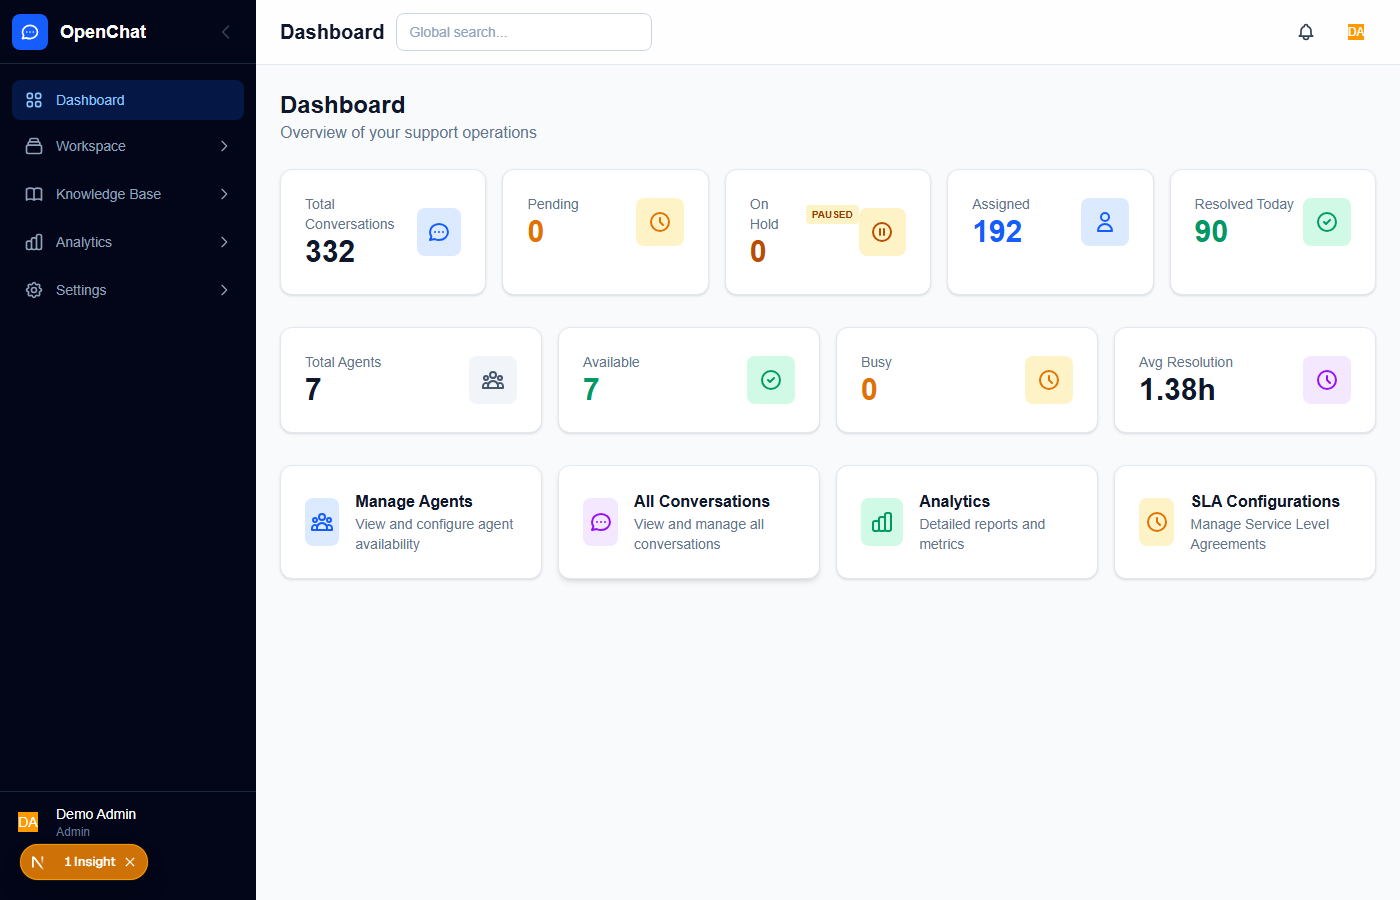 OpenChat
Dashboard
Workspace
Knowledge Base
Analytics
Settings
Demo Admin
Admin
DA
1 Insight
Dashboard
Global search...
DA
Dashboard
Overview of your support operations
Total
Conversations
332
Pending
0
On
Hold
0
PAUSED
Assigned
192
Resolved Today
90
Total Agents
7
Available
7
Busy
0
Avg Resolution
1.38h
Manage Agents
View and configure agent
availability
All Conversations
View and manage all
conversations
Analytics
Detailed reports and
metrics
SLA Configurations
Manage Service Level
Agreements